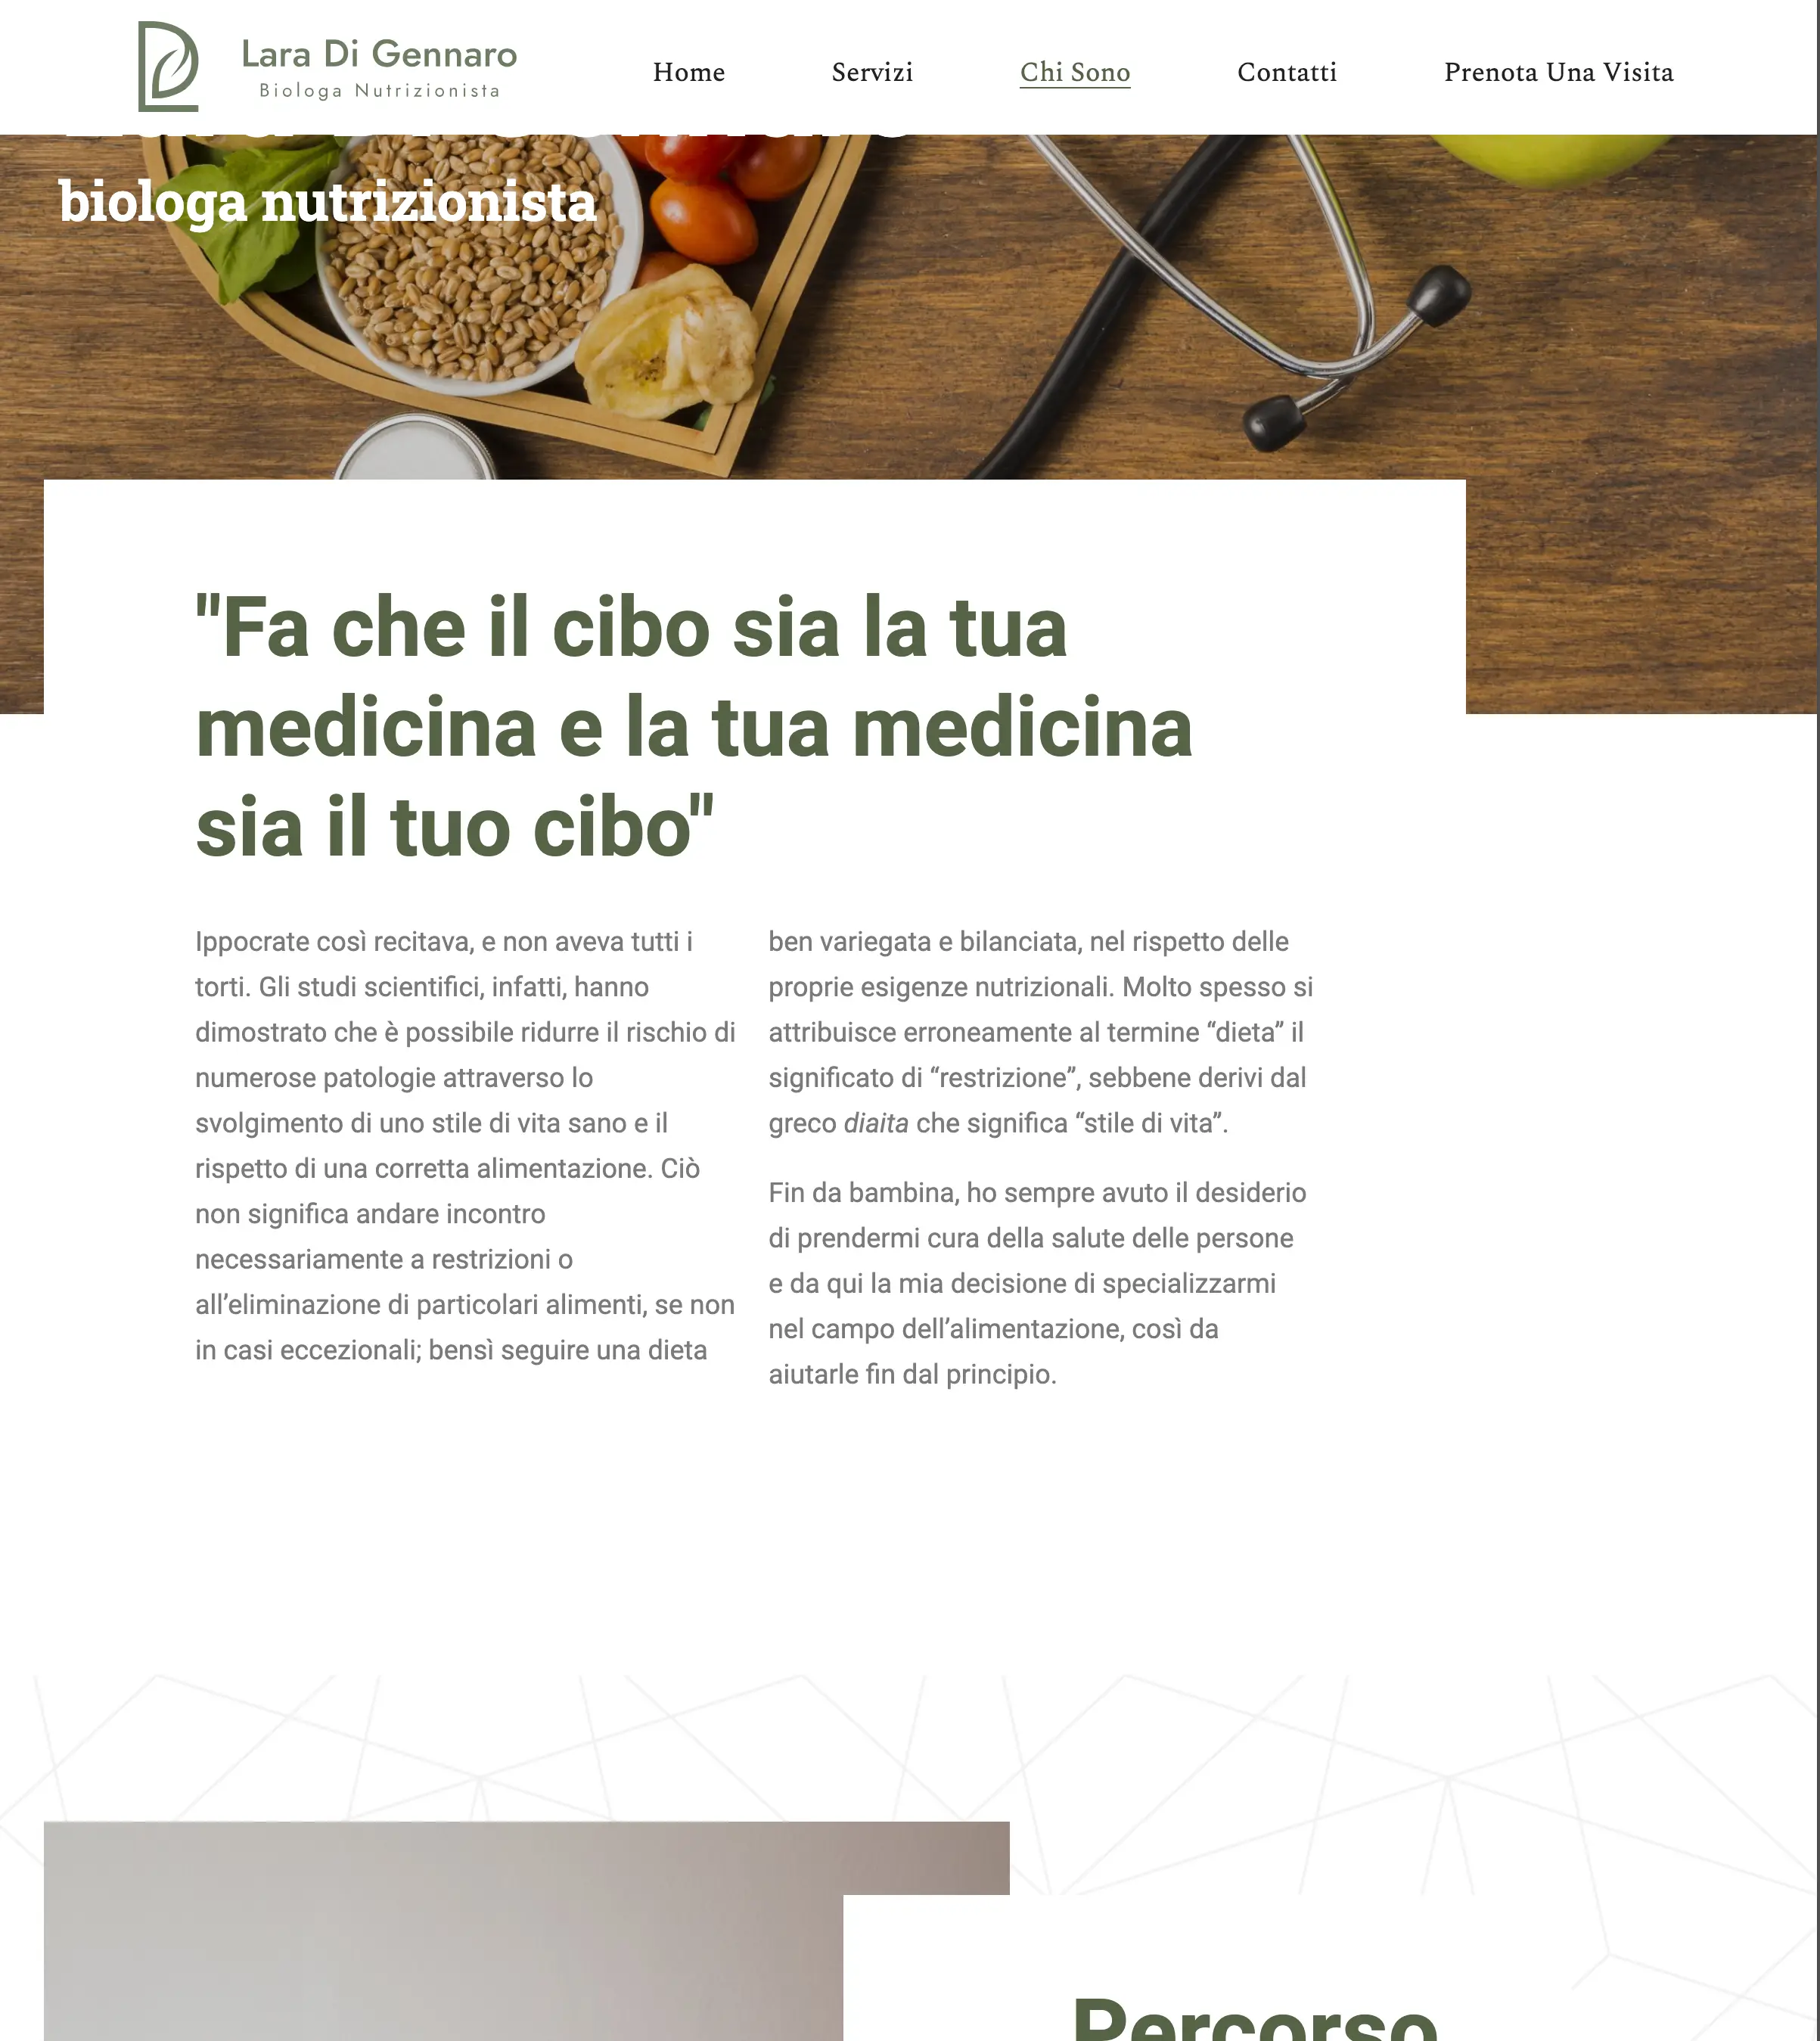 Lara Di Gennaro
Biologa Nutrizionista
Home
Servizi
Chi Sono
Contatti
Prenota Una Visita
biologa nutrizionista
"Fa che il cibo sia la tua
medicina e la tua medicina
sia il tuo cibo"
Ippocrate così recitava, e non aveva tutti i
torti. Gli studi scientifici, infatti, hanno
dimostrato che è possibile ridurre il rischio di
numerose patologie attraverso lo
svolgimento di uno stile di vita sano e il
rispetto di una corretta alimentazione. Ciò
non significa andare incontro
necessariamente a restrizioni o
all’eliminazione di particolari alimenti, se non
in casi eccezionali; bensì seguire una dieta
ben variegata e bilanciata, nel rispetto delle
proprie esigenze nutrizionali. Molto spesso si
attribuisce erroneamente al termine “dieta” il
significato di “restrizione”, sebbene derivi dal
greco diaita che significa “stile di vita”.
Fin da bambina, ho sempre avuto il desiderio
di prendermi cura della salute delle persone
e da qui la mia decisione di specializzarmi
nel campo dell’alimentazione, così da
aiutarle fin dal principio.
Percorso